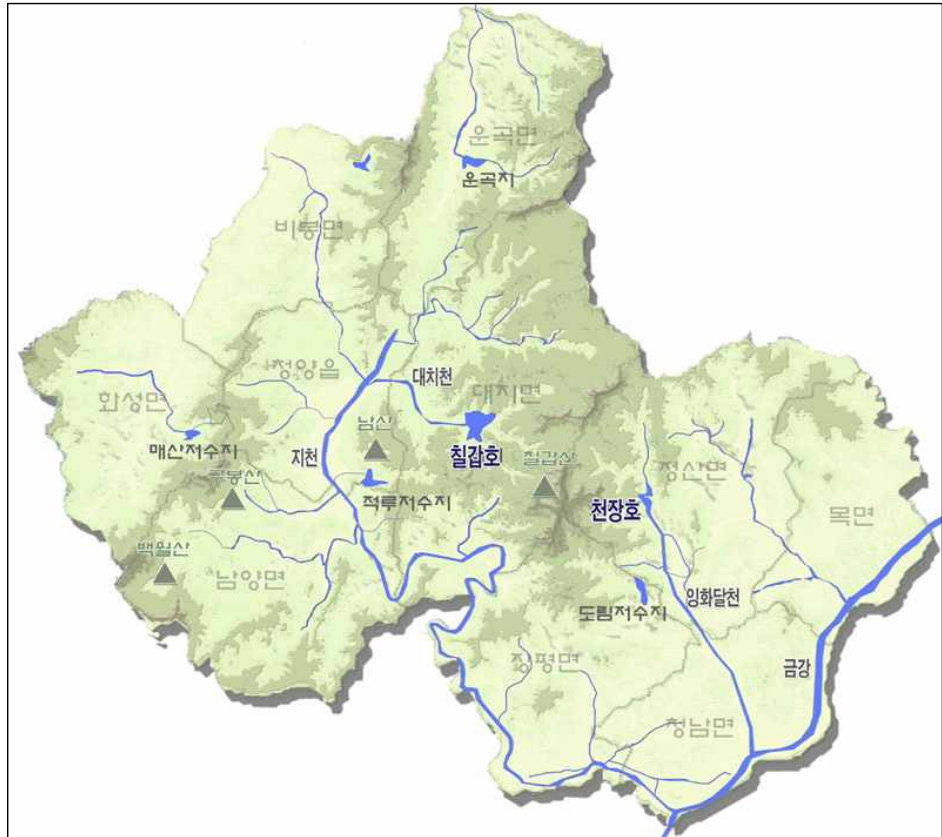 운곡면
운곡지
비봉면
청양읍
대치천
대치면
화성면
남산
매산저수지
지천
칠갑호
칠갑산
정산면
구봉산
적루저수지
천장호
목면
백월산
남양면
도림저수지
잉화달천
장평면
금강
청남면